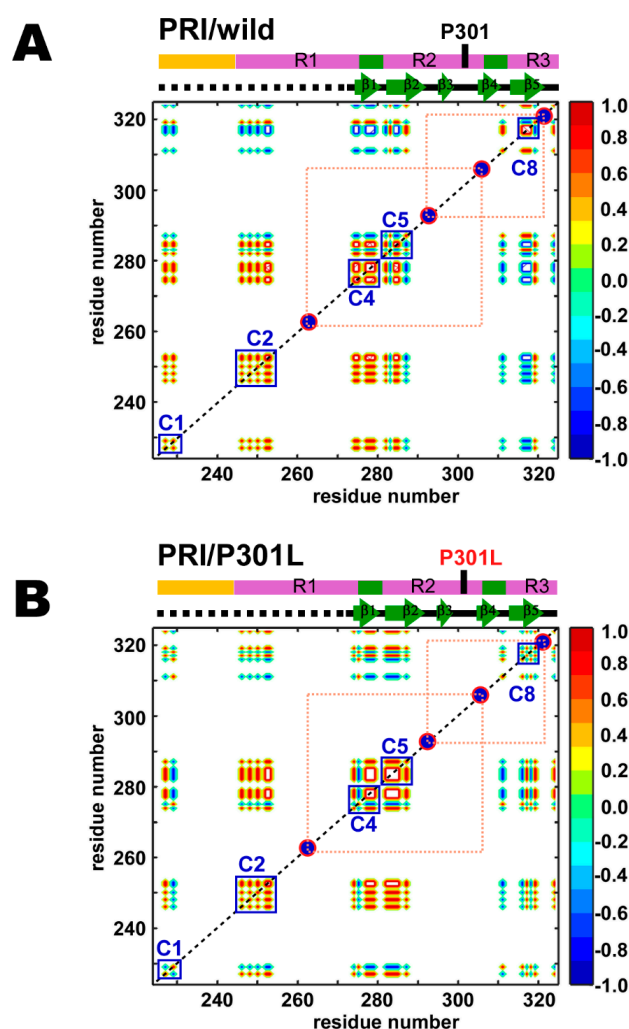 A
PRI/wild
P301
R1 R2 R3
β1 β2 β3 β4 β5
320
300
280
260
240
residue number
C1
C2
C4
C5
C8
240 260 280 300 320
residue number
1.0
0.8
0.6
0.4
0.2
0.0
-0.2
-0.4
-0.6
-0.8
-1.0
B
PRI/P301L
P301L
R1 R2 R3
β1 β2 β3 β4 β5
320
300
280
260
240
residue number
C1
C2
C4
C5
C8
240 260 280 300 320
residue number
1.0
0.8
0.6
0.4
0.2
0.0
-0.2
-0.4
-0.6
-0.8
-1.0